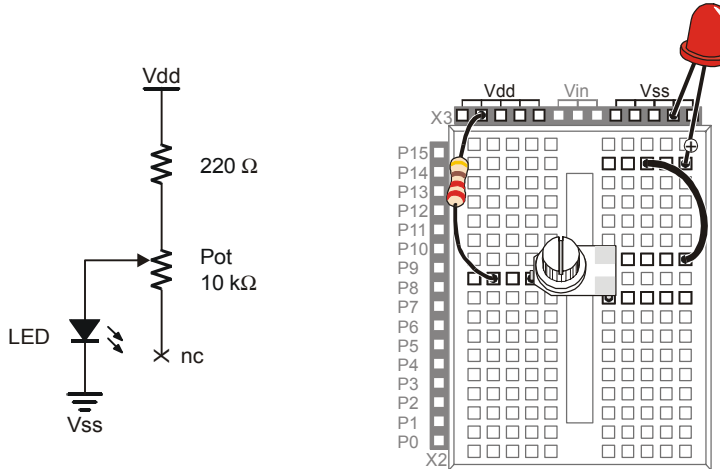 Vdd
220 Ω
Pot
10 kΩ
LED
nc
Vss
Vdd
Vin
Vss
X3
+
P15
P14
P13
P12
P11
P10
P9
P8
P7
P6
P5
P4
P3
P2
P1
P0
X2